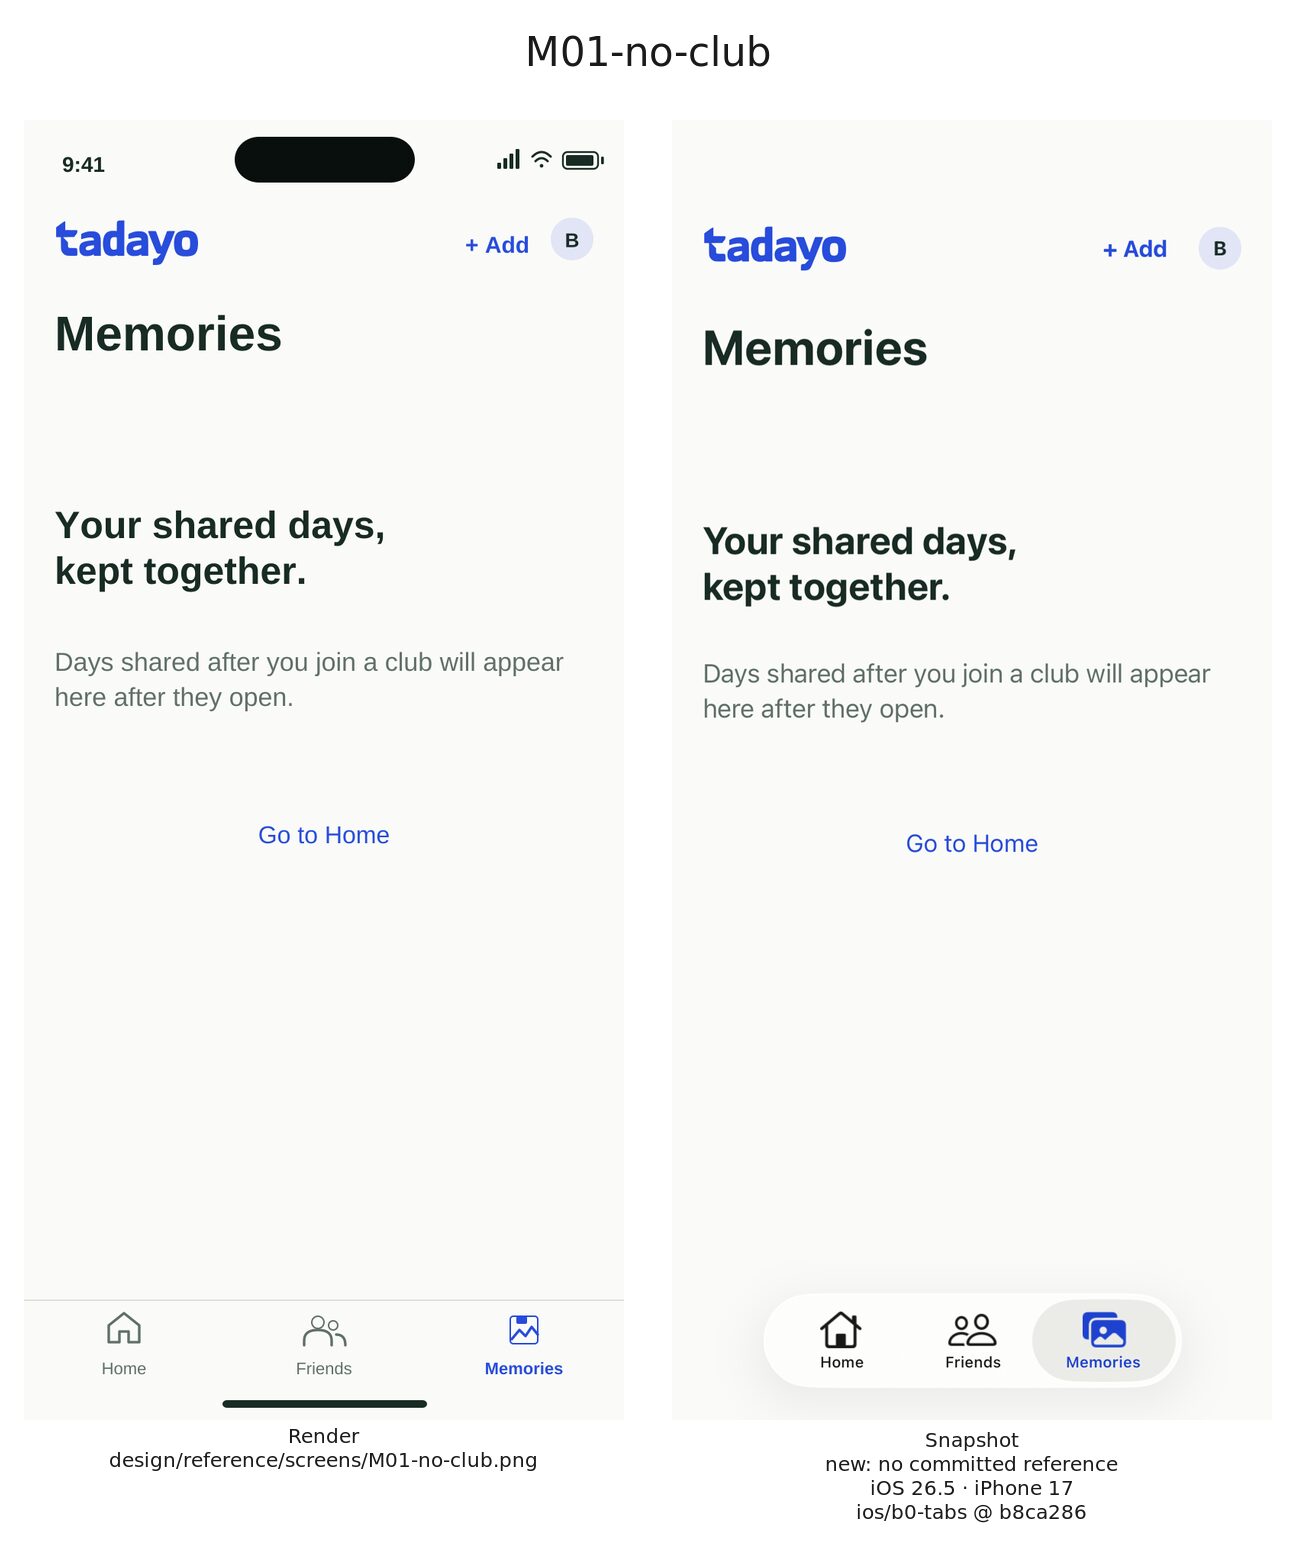 M01-no-club
9:41
tadayo
+ Add
B
Memories
Your shared days,
kept together.
Days shared after you join a club will appear
here after they open.
Go to Home
Home
Friends
Memories
Render
design/reference/screens/M01-no-club.png
tadayo
+ Add
B
Memories
Your shared days,
kept together.
Days shared after you join a club will appear
here after they open.
Go to Home
Home
Friends
Memories
Snapshot
new: no committed reference
iOS 26.5 · iPhone 17
ios/b0-tabs @ b8ca286